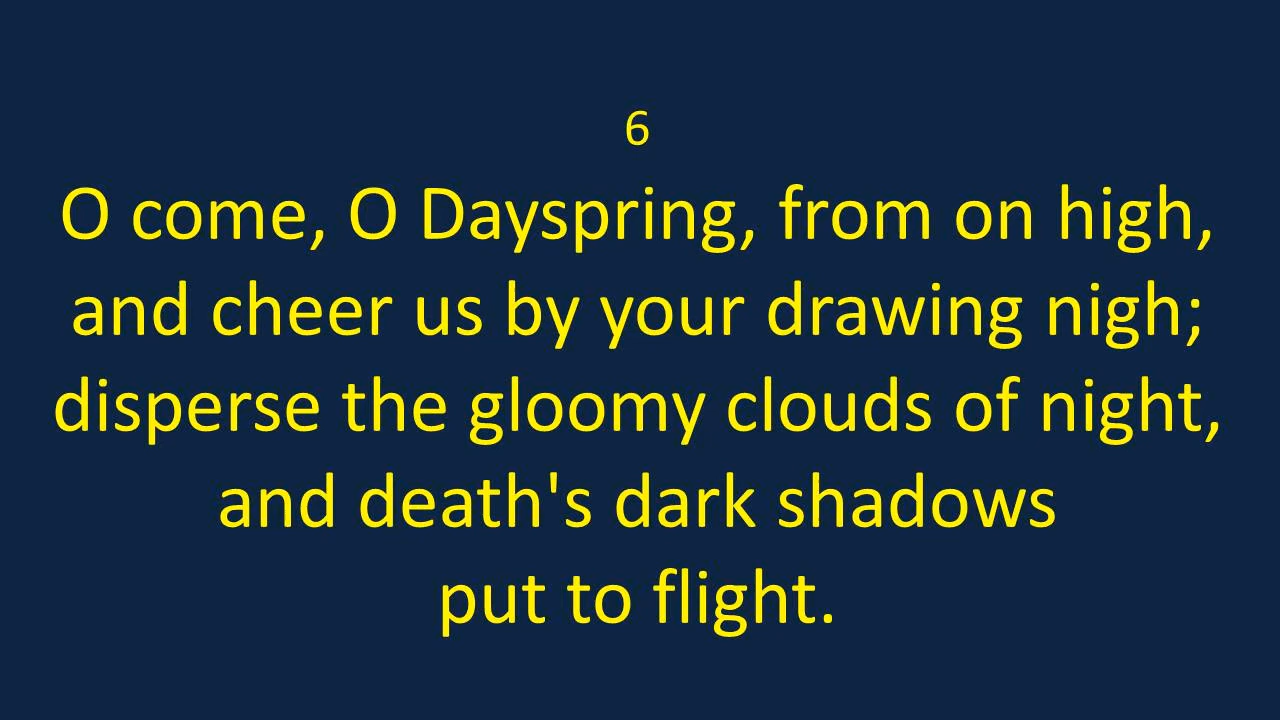 6
O come, O Dayspring, from on high,
and cheer us by your drawing nigh;
disperse the gloomy clouds of night,
and death's dark shadows
put to flight.